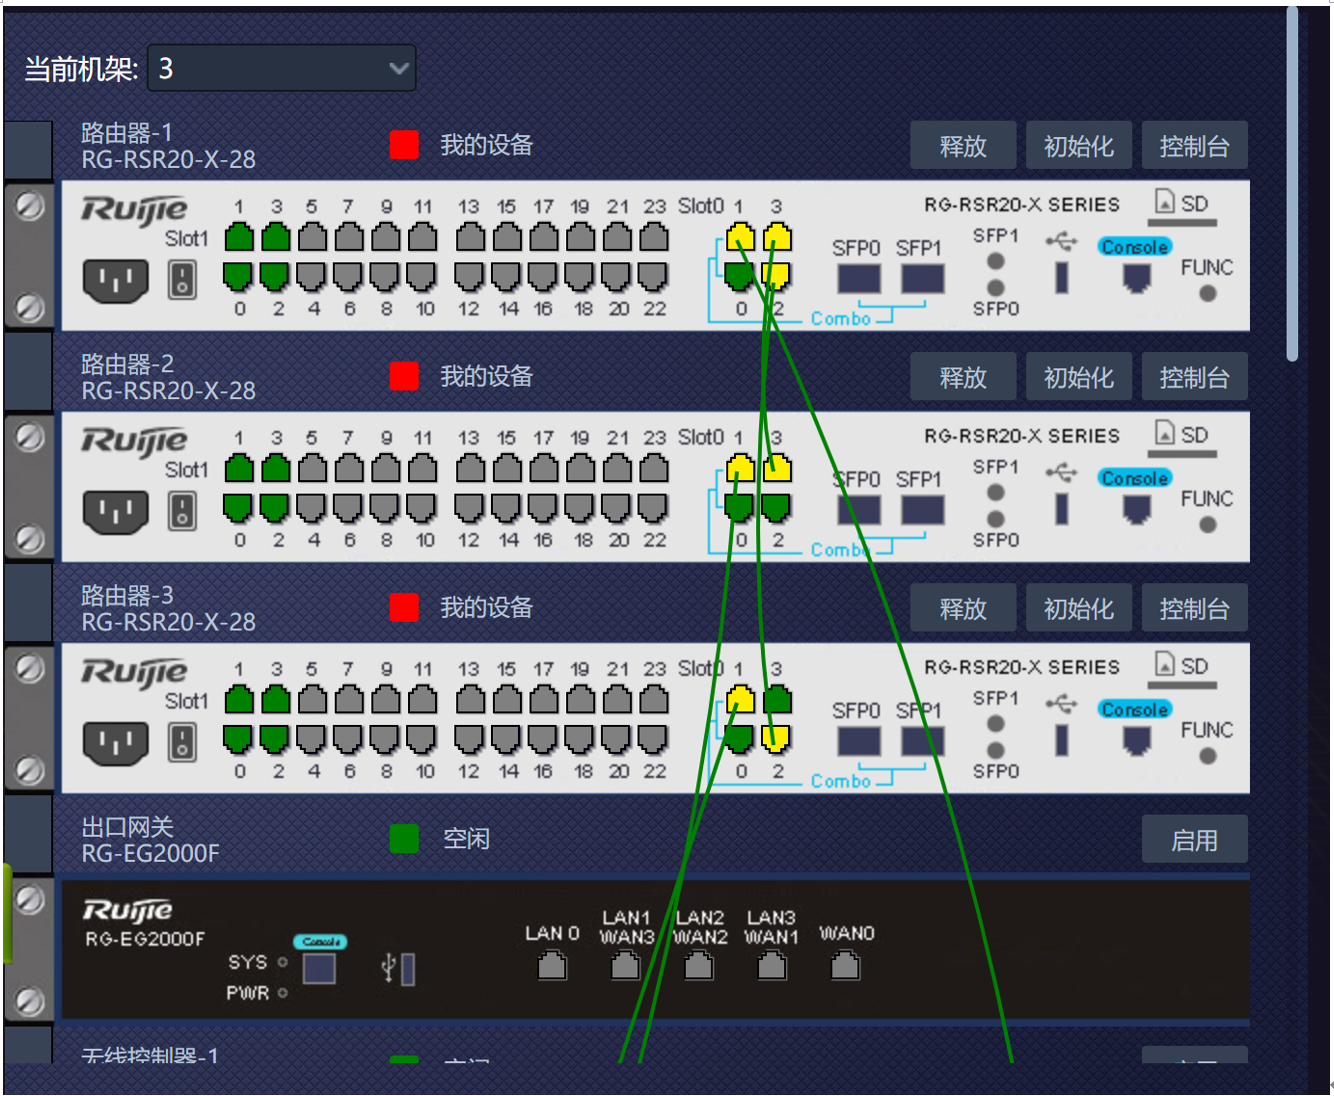 当前机架: 3
路由器-1
RG-RSR20-X-28
我的设备
释放 初始化 控制台
Ruijie
1 3 5 7 9 11 13 15 17 19 21 23 Slot0 1 3
RG-RSR20-X SERIES
SD
Slot1
SFP0 SFP1
SFP1
Console
FUNC
0 2 4 6 8 10 12 14 16 18 20 22 0 2
Combo
SFP0
路由器-2
RG-RSR20-X-28
我的设备
释放 初始化 控制台
Ruijie
1 3 5 7 9 11 13 15 17 19 21 23 Slot0 1 3
RG-RSR20-X SERIES
SD
Slot1
SFP0 SFP1
SFP1
Console
FUNC
0 2 4 6 8 10 12 14 16 18 20 22 0 2
Combo
SFP0
路由器-3
RG-RSR20-X-28
我的设备
释放 初始化 控制台
Ruijie
1 3 5 7 9 11 13 15 17 19 21 23 Slot0 1 3
RG-RSR20-X SERIES
SD
Slot1
SFP0 SFP1
SFP1
Console
FUNC
0 2 4 6 8 10 12 14 16 18 20 22 0 2
Combo
SFP0
出口网关
RG-EG2000F
空闲
启用
Ruijie
RG-EG2000F
Console
SYS
PWR
LAN 0
LAN1 LAN2 LAN3
WAN3 WAN2 WAN1 WAN0
无线控制器-1
空闲